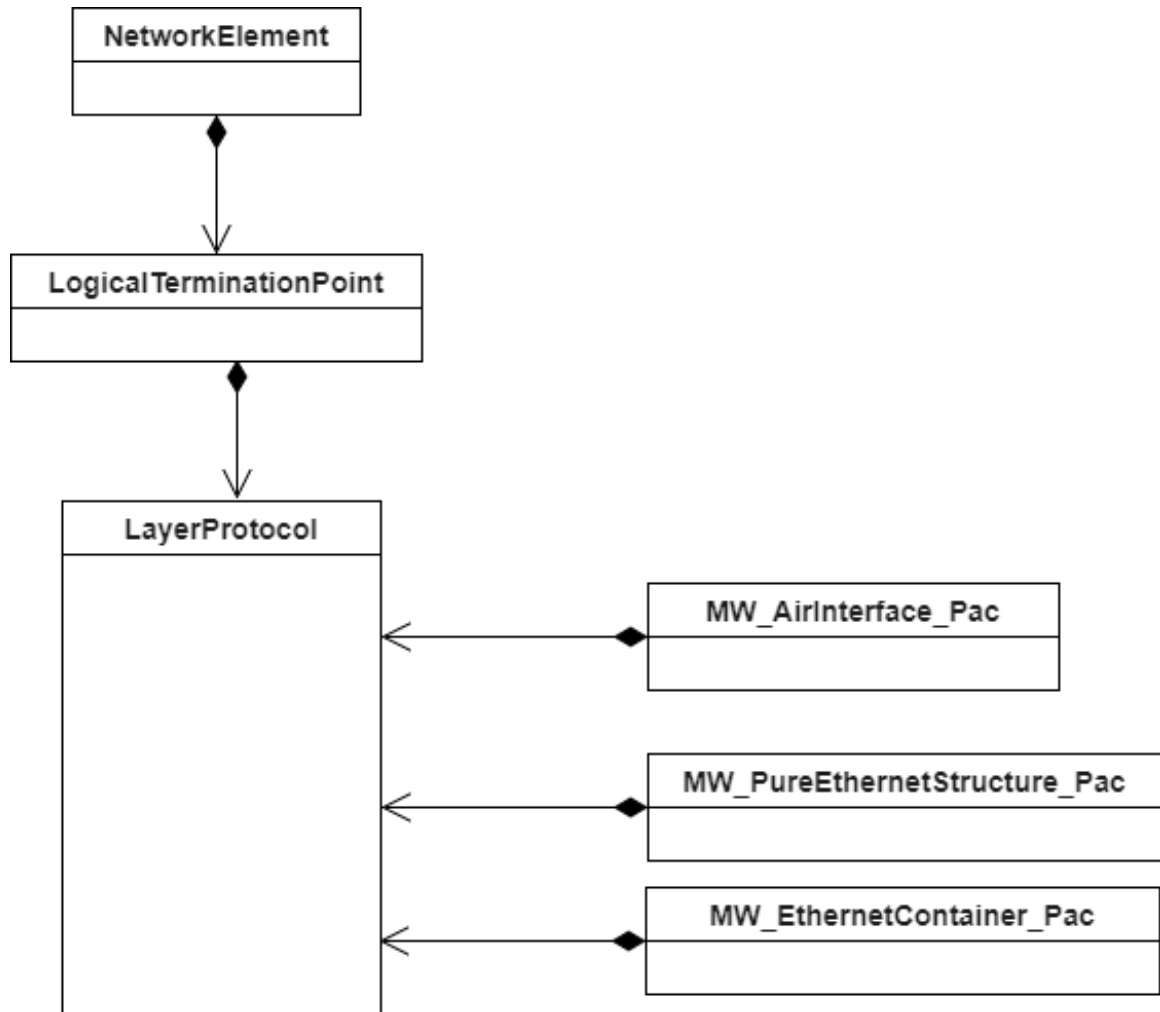 NetworkElement
LogicalTerminationPoint
LayerProtocol
MW_AirInterface_Pac
MW_PureEthernetStructure_Pac
MW_EthernetContainer_Pac